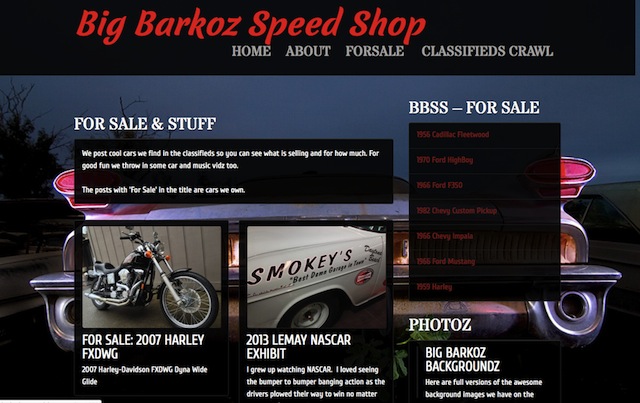 Big Barkoz Speed Shop
HOME ABOUT FORSALE CLASSIFIEDS CRAWL
FOR SALE & STUFF
We post cool cars we find in the classifieds so you can see what is selling and for how much. For
good fun we throw in some car and music vidz too.
The posts with 'For Sale' in the title are cars we own.
FOR SALE: 2007 HARLEY
FXDWG
2007 Harley-Davidson FXDWG Dyna Wide
Glide
SMOKEY'S
"Best Damn Garage in Town"
Daytona
Beach
2013 LEMAY NASCAR
EXHIBIT
I grew up watching NASCAR. I loved seeing
the bumper to bumper banging action as the
drivers plowed their way to win no matter
BBSS – FOR SALE
1956 Cadillac Fleetwood
1970 Ford HighBoy
1966 Ford F350
1982 Chevy Custom Pickup
1966 Chevy Impala
1966 Ford Mustang
1959 Harley
PHOTOZ
BIG BARKOZ
BACKGROUNDZ
Here are full versions of the awesome
background images we have on the